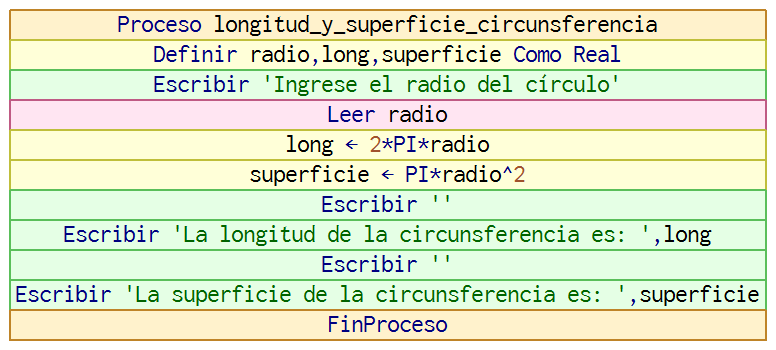 Proceso longitud_y_superficie_circunsferencia
Definir radio,long,superficie Como Real
Escribir 'Ingrese el radio del círculo'
Leer radio
long ← 2*PI*radio
superficie ← PI*radio^2
Escribir ''
Escribir 'La longitud de la circunsferencia es: ',long
Escribir ''
Escribir 'La superficie de la circunsferencia es: ',superficie
FinProceso